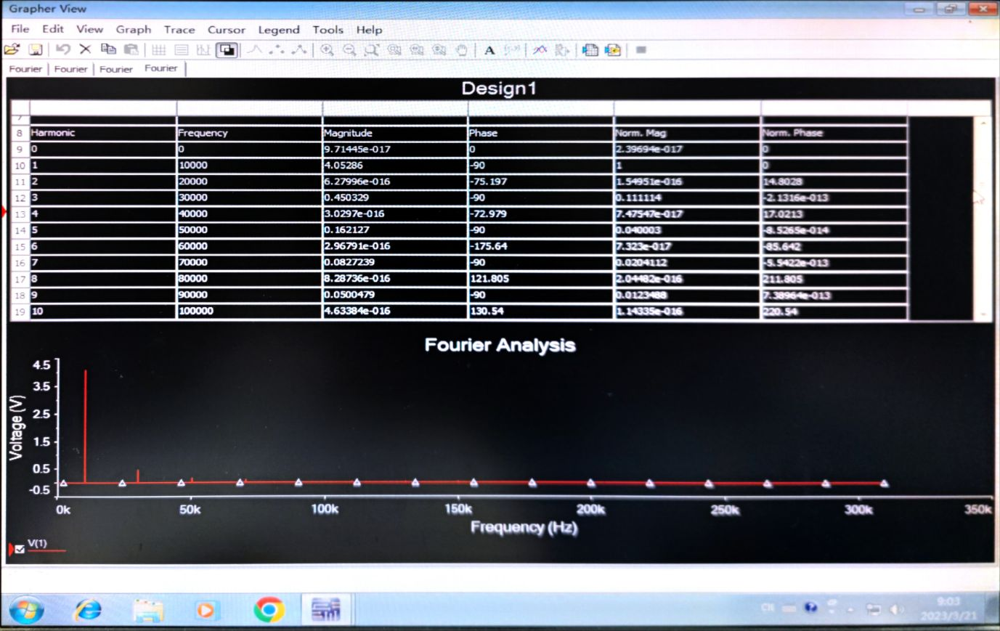 Grapher View
File Edit View Graph Trace Cursor Legend Tools Help
Fourier Fourier Fourier Fourier
Design1
7
8 Harmonic Frequency Magnitude Phase Norm. Mag Norm. Phase
9 0 0 9.71445e-017 0 2.39694e-017 0
10 1 10000 4.05286 -90 1 0
11 2 20000 6.27996e-016 -75.197 1.54951e-016 14.8028
12 3 30000 0.450329 -90 0.111114 -2.1316e-013
13 4 40000 3.0297e-016 -72.979 7.47547e-017 17.0213
14 5 50000 0.162127 -90 0.040003 -8.5265e-014
15 6 60000 2.96791e-016 -175.64 7.323e-017 -85.642
16 7 70000 0.0827239 -90 0.0204112 -5.5422e-013
17 8 80000 8.28736e-016 121.805 2.04482e-016 211.805
18 9 90000 0.0500479 -90 0.0123488 7.38964e-013
19 10 100000 4.63384e-016 130.54 1.14335e-016 220.54
Fourier Analysis
Voltage (V)
4.5
3.5
2.5
1.5
0.5
-0.5
0k 50k 100k 150k 200k 250k 300k 350k
Frequency (Hz)
V(1)
CH
9:03
2023/3/21